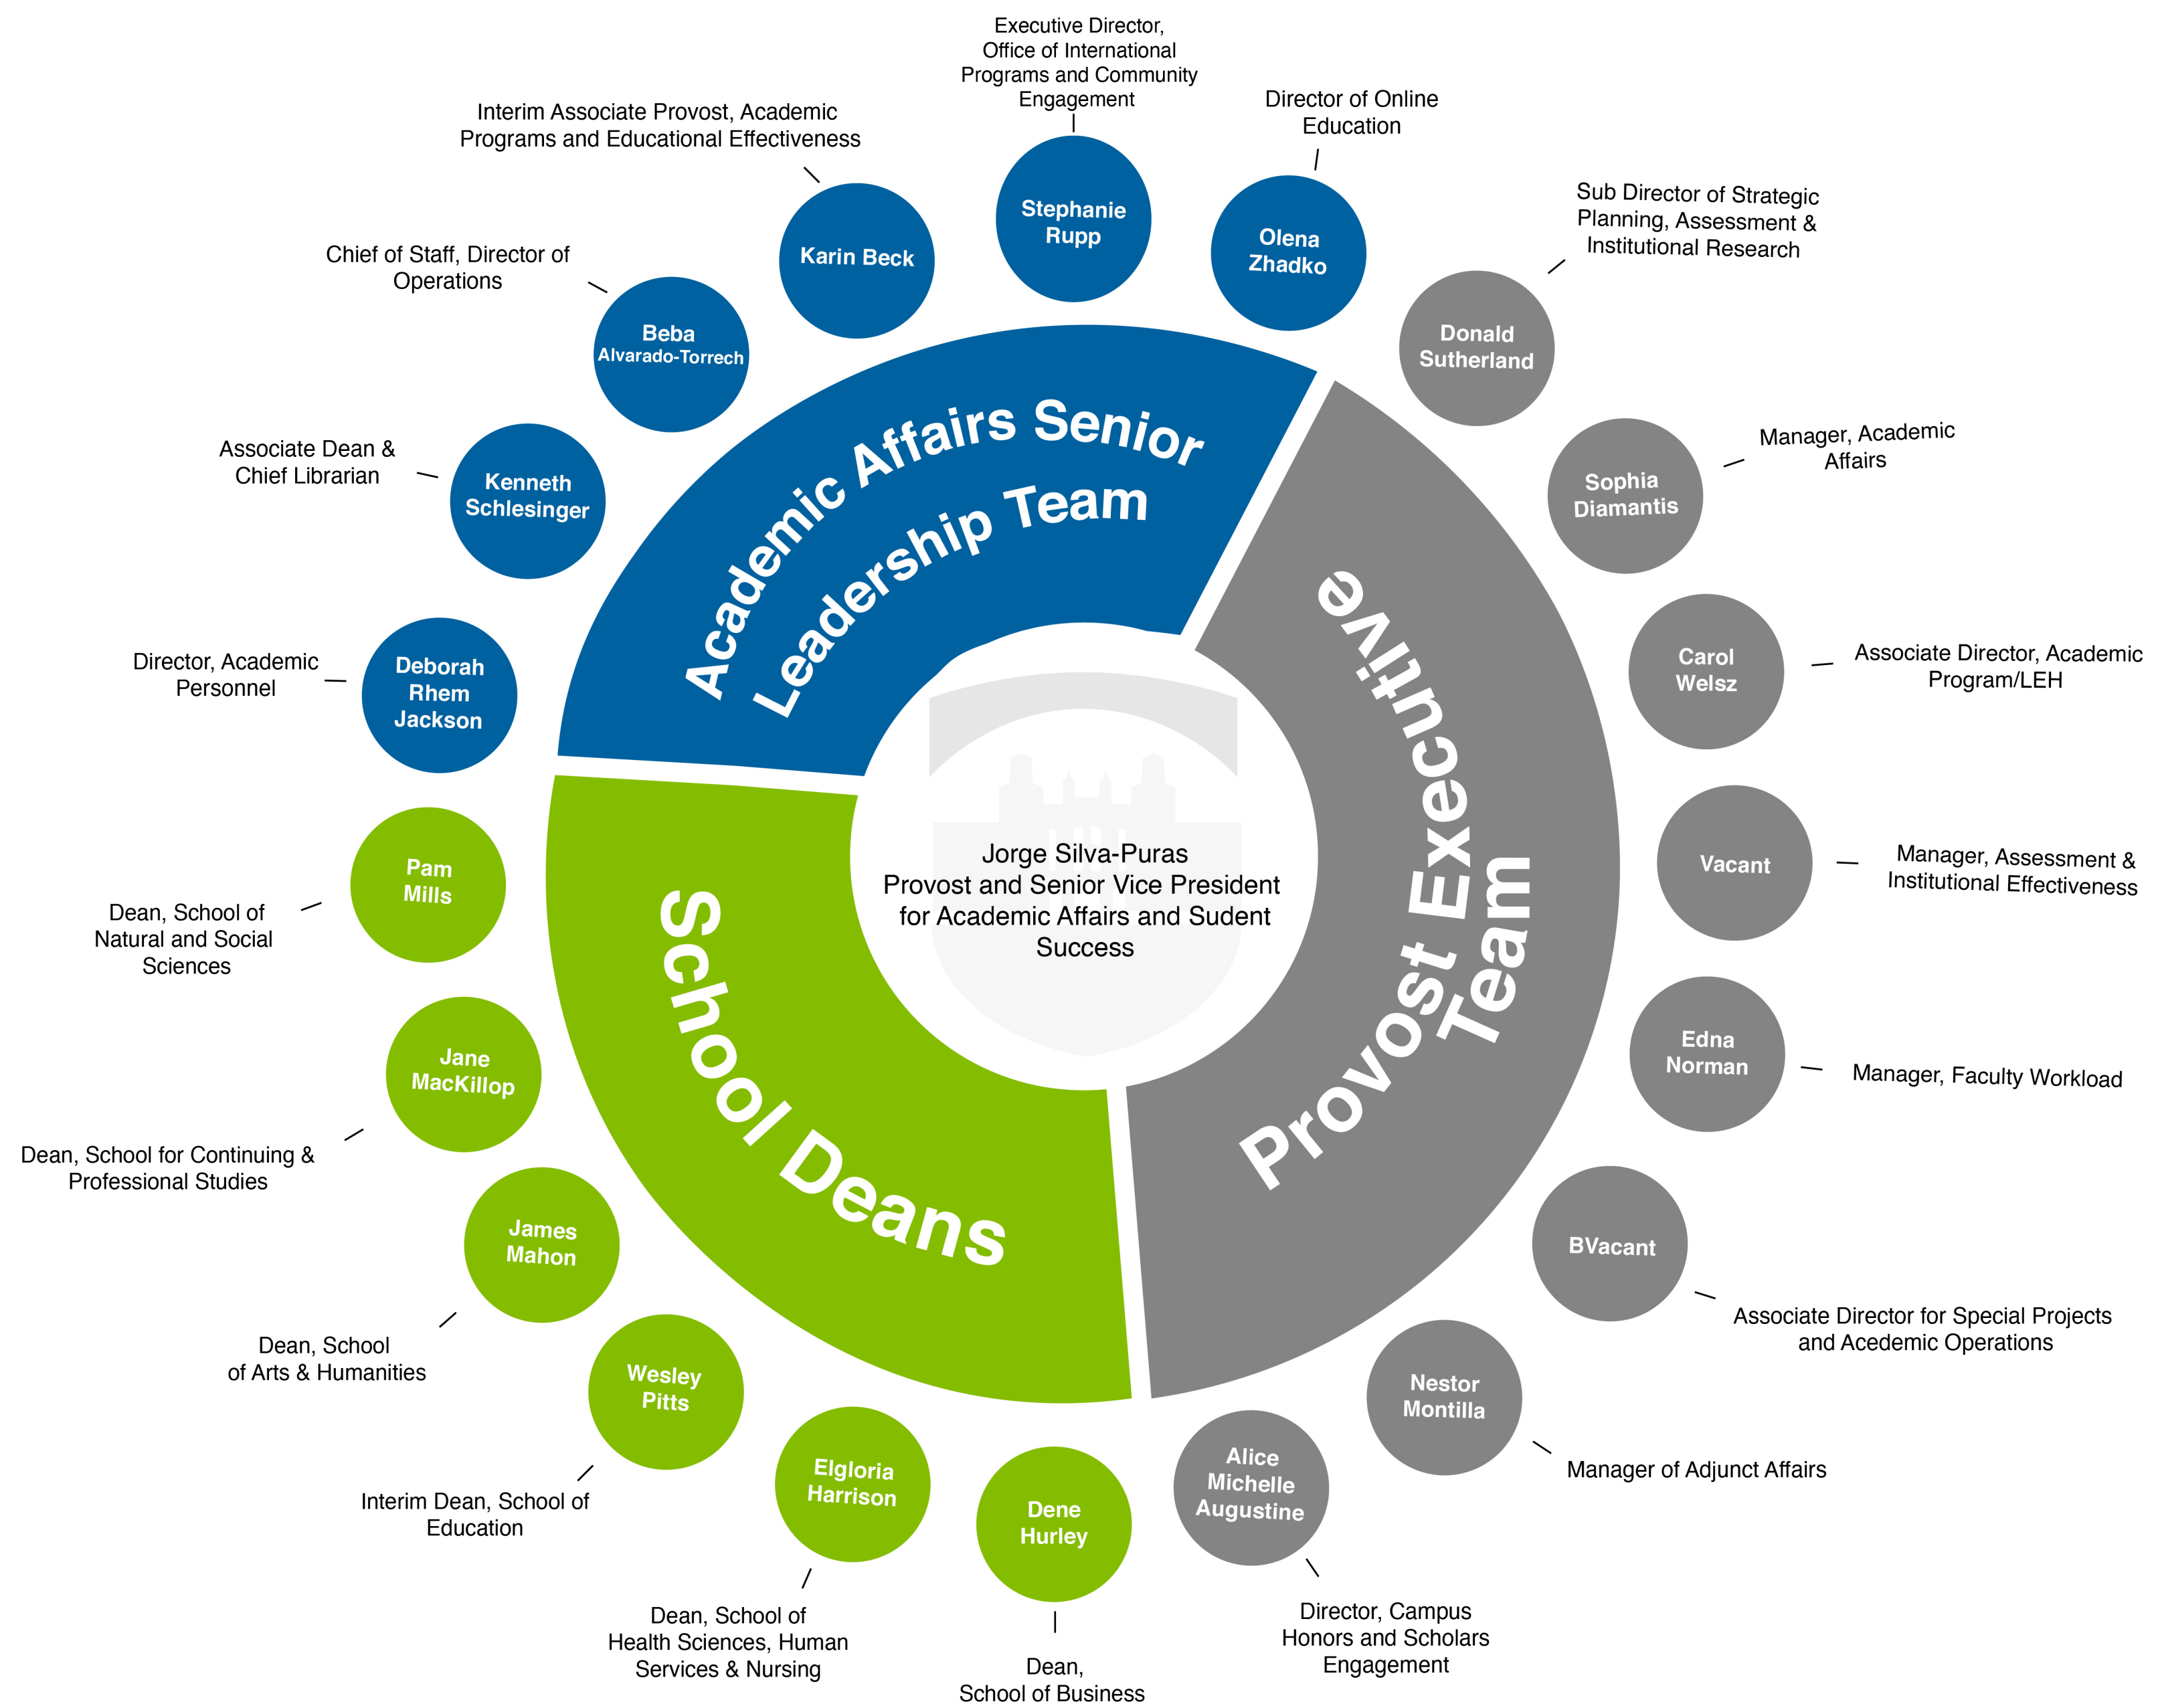 Executive Director,
Office of International
Programs and Community
Engagement
Stephanie
Rupp
Director of Online
Education
Olena
Zhadko
Interim Associate Provost, Academic
Programs and Educational Effectiveness
Karin Beck
Chief of Staff, Director of
Operations
Beba
Alvarado-Torrech
Associate Dean &
Chief Librarian
Kenneth
Schlesinger
Director, Academic
Personnel
Deborah
Rhem
Jackson
Academic Affairs Senior
Leadership Team
Sub Director of Strategic
Planning, Assessment &
Institutional Research
Donald
Sutherland
Manager, Academic
Affairs
Sophia
Diamantis
Associate Director, Academic
Program/LEH
Carol
Welsz
Manager, Assessment &
Institutional Effectiveness
Vacant
Manager, Faculty Workload
Edna
Norman
Associate Director for Special Projects
and Acedemic Operations
BVacant
Manager of Adjunct Affairs
Nestor
Montilla
Director, Campus
Honors and Scholars
Engagement
Alice
Michelle
Augustine
Provost Executive
Team
Jorge Silva-Puras
Provost and Senior Vice President
for Academic Affairs and Sudent
Success
School Deans
Pam
Mills
Dean, School of
Natural and Social
Sciences
Jane
MacKillop
Dean, School for Continuing &
Professional Studies
James
Mahon
Dean, School
of Arts & Humanities
Wesley
Pitts
Interim Dean, School of
Education
Elgloria
Harrison
Dean, School of
Health Sciences, Human
Services & Nursing
Dene
Hurley
Dean,
School of Business